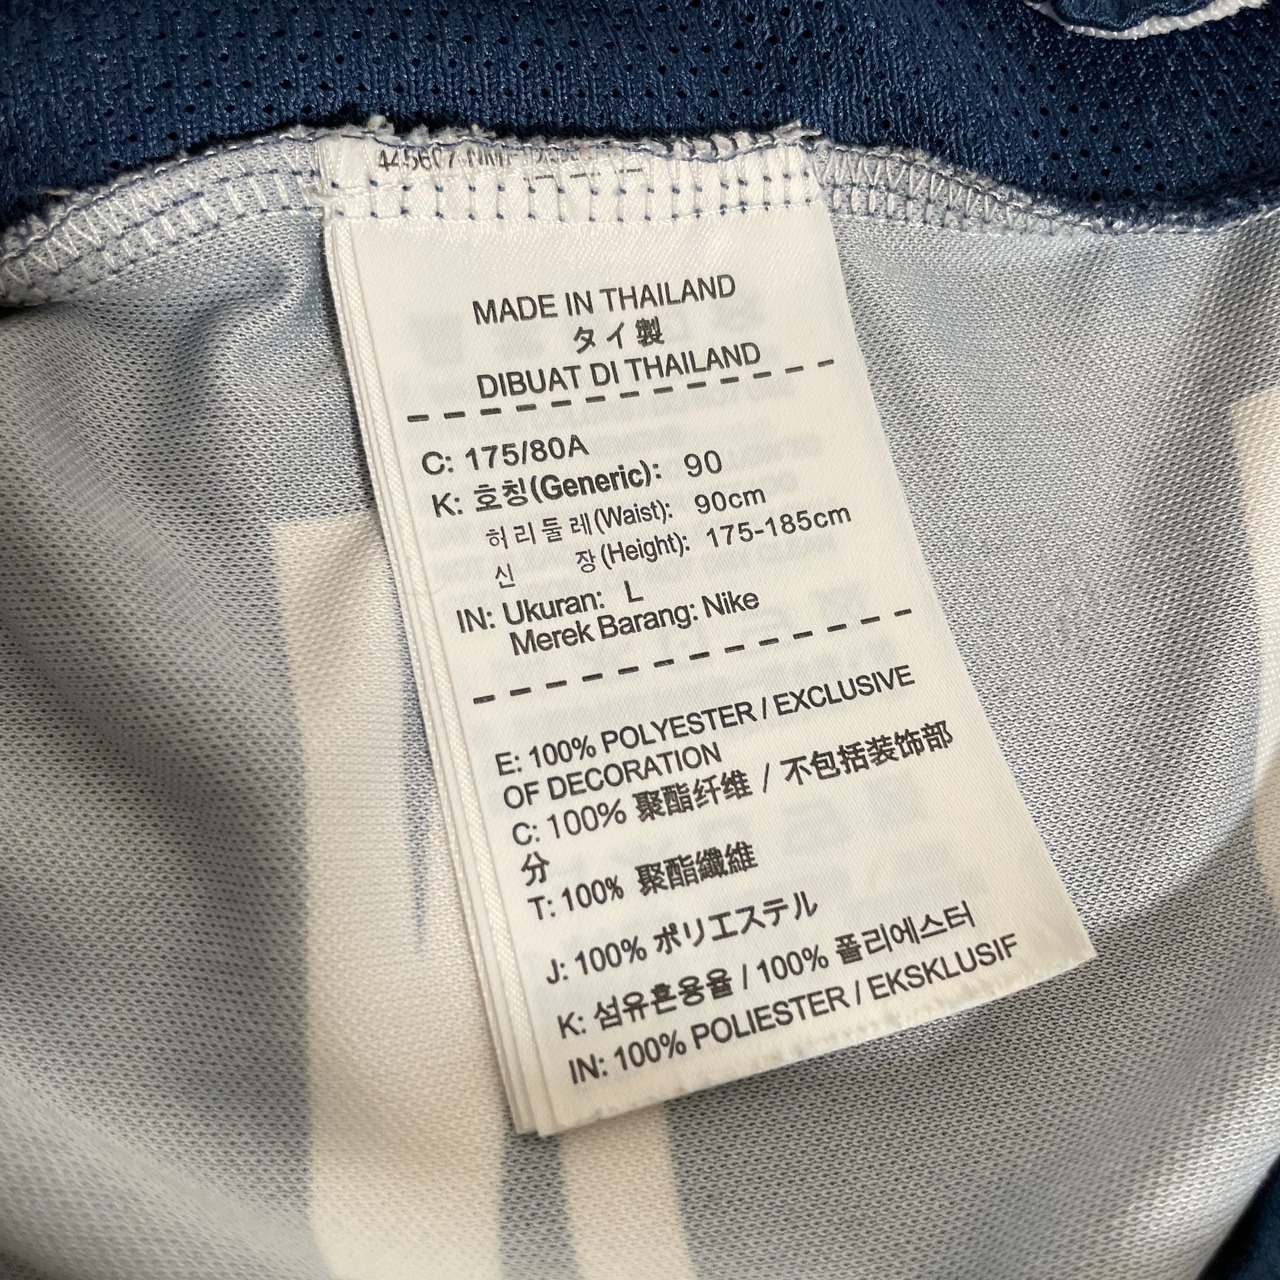 MADE IN THAILAND
タイ製
DIBUAT DI THAILAND
C: 175/80A
K: 호칭(Generic): 90
허리둘레(Waist): 90cm
신 장(Height): 175-185cm
IN: Ukuran: L
Merek Barang: Nike
E: 100% POLYESTER / EXCLUSIVE
OF DECORATION
C: 100% 聚酯纤维 / 不包括装饰部
分
T: 100% 聚酯纖維
J: 100% ポリエステル
K: 섬유혼용율 / 100% 폴리에스터
IN: 100% POLIESTER / EKSKLUSIF